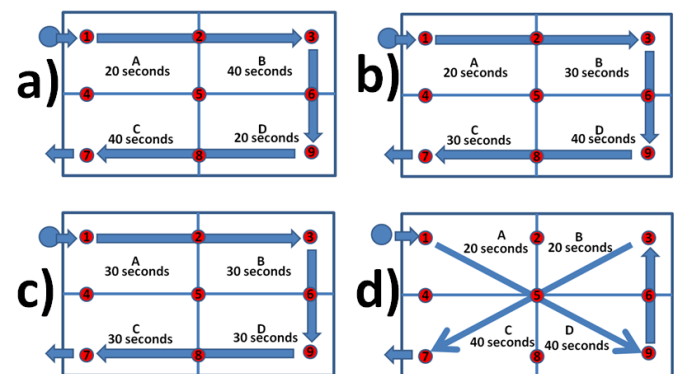 a)
1 2 3
A B
20 seconds 40 seconds
4 5 6
C D
40 seconds 20 seconds
7 8 9
b)
1 2 3
A B
20 seconds 30 seconds
4 5 6
C D
30 seconds 40 seconds
7 8 9
c)
1 2 3
A B
30 seconds 30 seconds
4 5 6
C D
30 seconds 30 seconds
7 8 9
d)
1 2 3
A B
20 seconds 20 seconds
4 5 6
C D
40 seconds 40 seconds
7 8 9